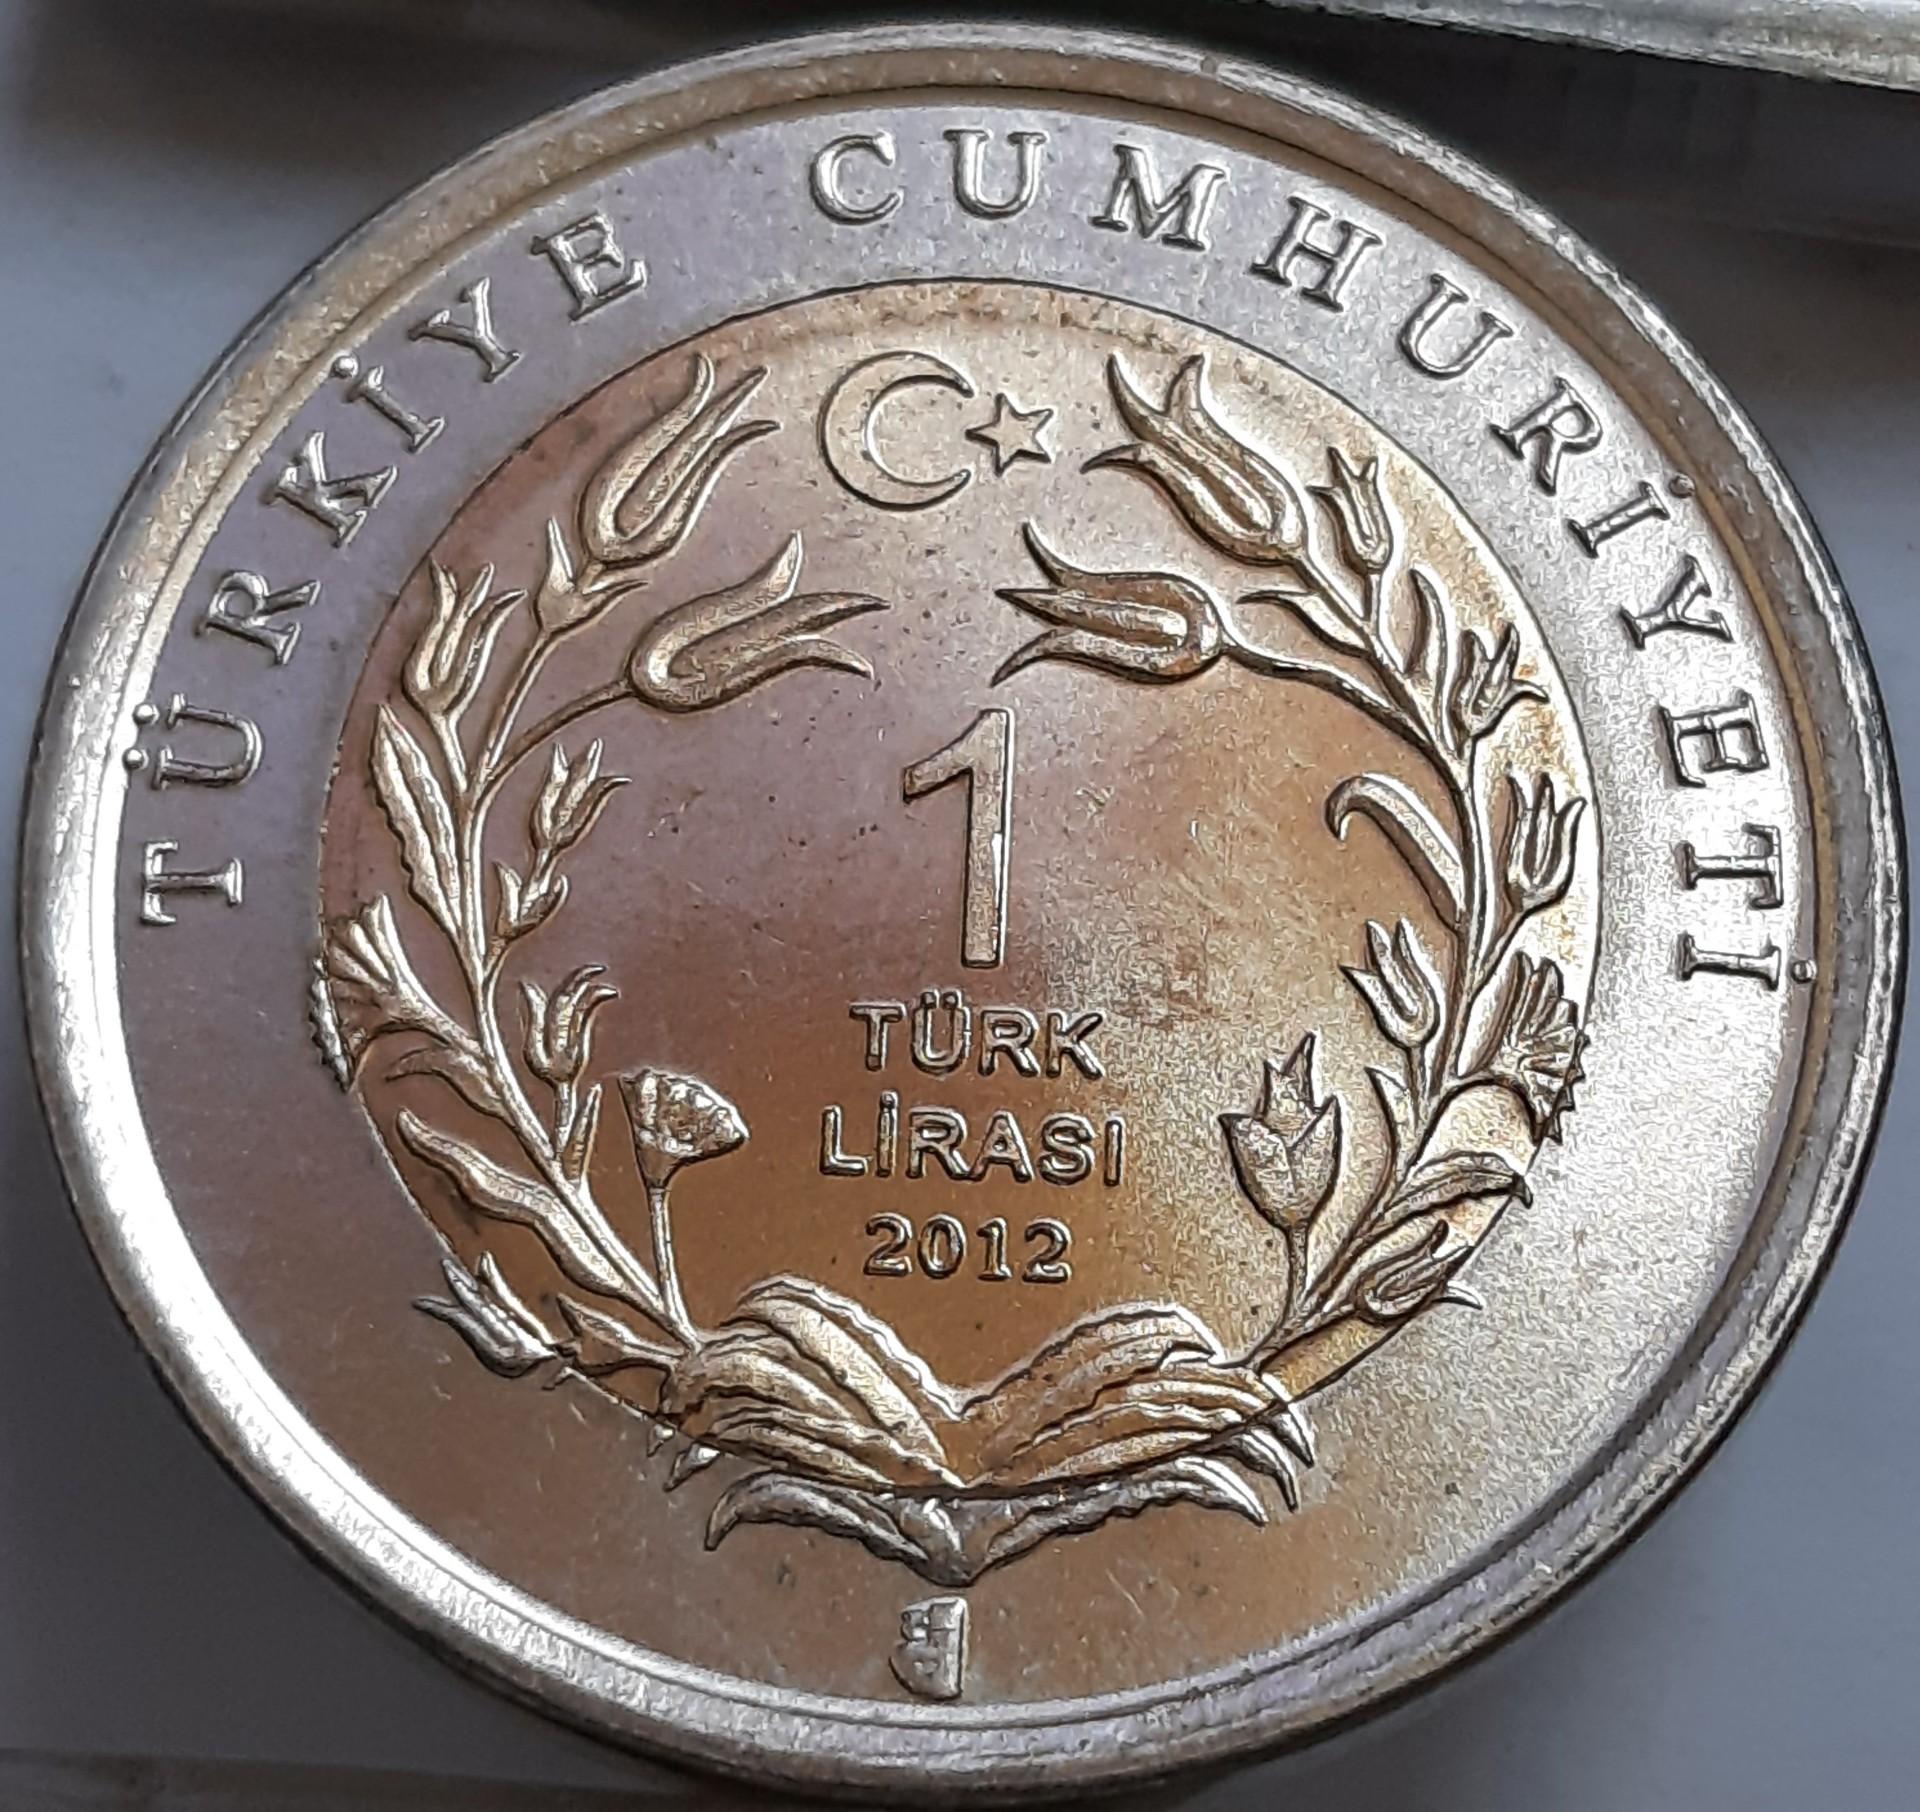 TÜRKİYE CUMHURİYETİ
1
TÜRK
LİRASI
2012